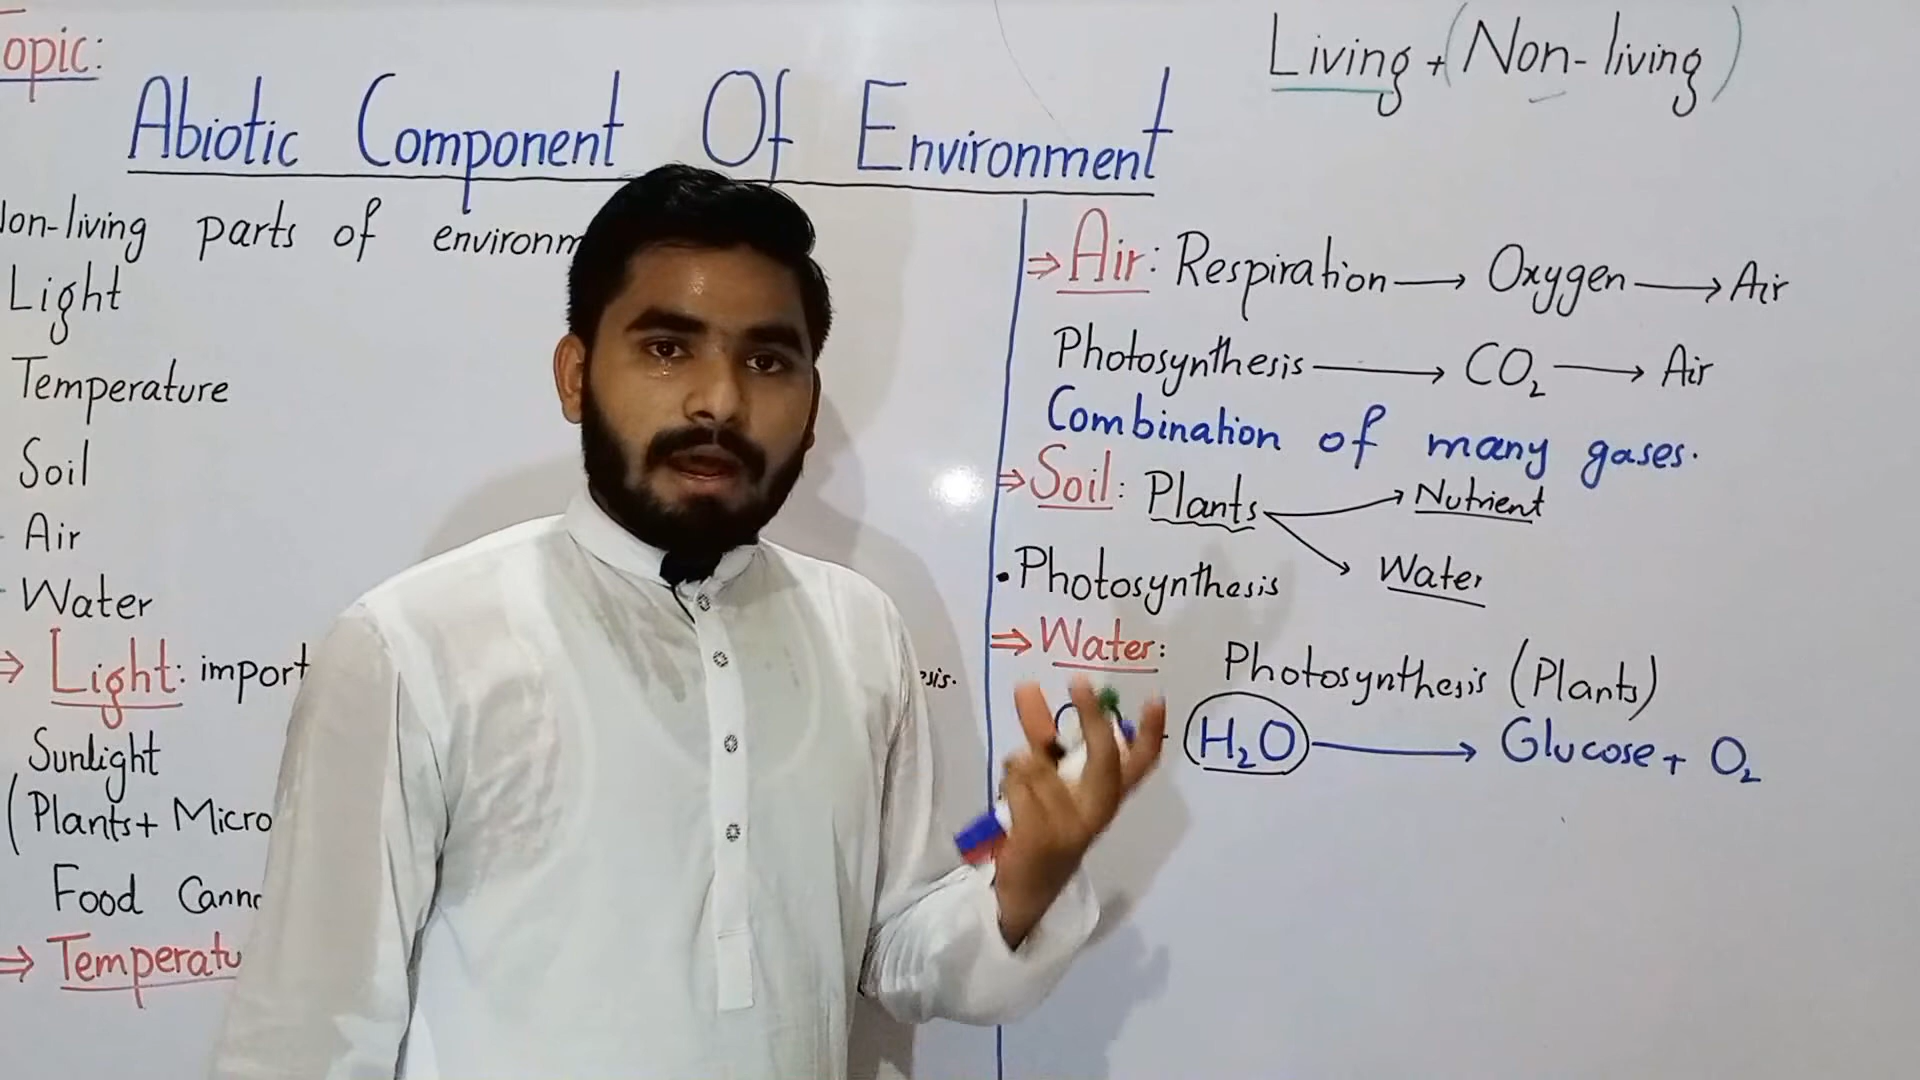 opic:
Living + (Non-living)
Abiotic Component Of Environment
on-living parts of environm
Light
Temperature
Soil
- Air
- Water
⇒ Light: import
sis.
Sunlight
(Plants + Micro
Food Cann
⇒ Temperatu
⇒ Air: Respiration → Oxygen → Air
Photosynthesis → CO₂ → Air
Combination of many gases.
⇒ Soil: Plants → Nutrient
→ Water
• Photosynthesis
⇒ Water: Photosynthesis (Plants)
H₂O → Glucose + O₂